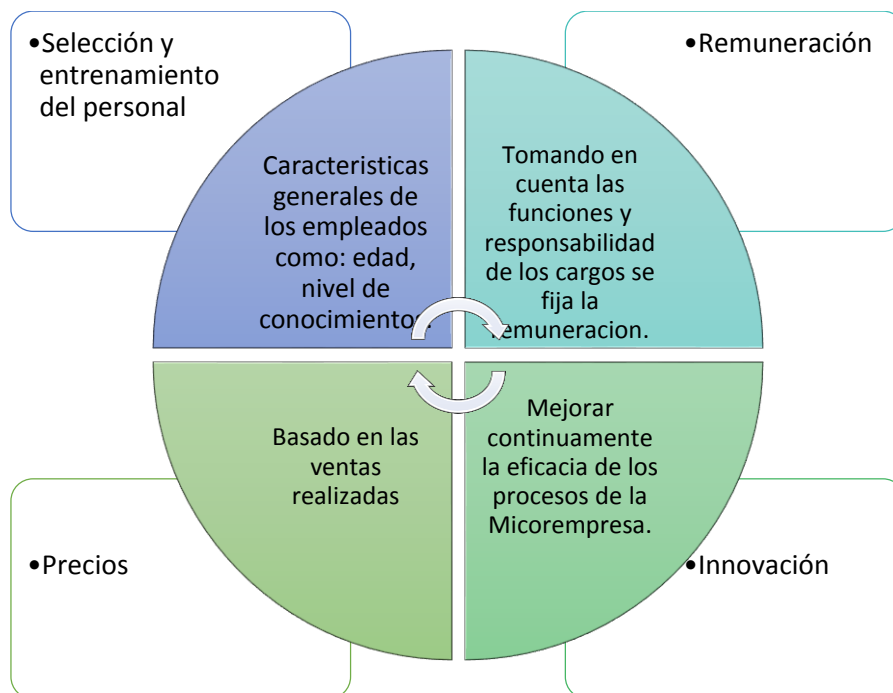 •Selección y
entrenamiento
del personal
•Remuneración
Caracteristicas
generales de
los empleados
como: edad,
nivel de
conocimientos.
Tomando en
cuenta las
funciones y
responsabilidad
de los cargos se
fija la
remuneracion.
Basado en las
ventas
realizadas
Mejorar
continuamente
la eficacia de los
procesos de la
Micorempresa.
•Precios
•Innovación